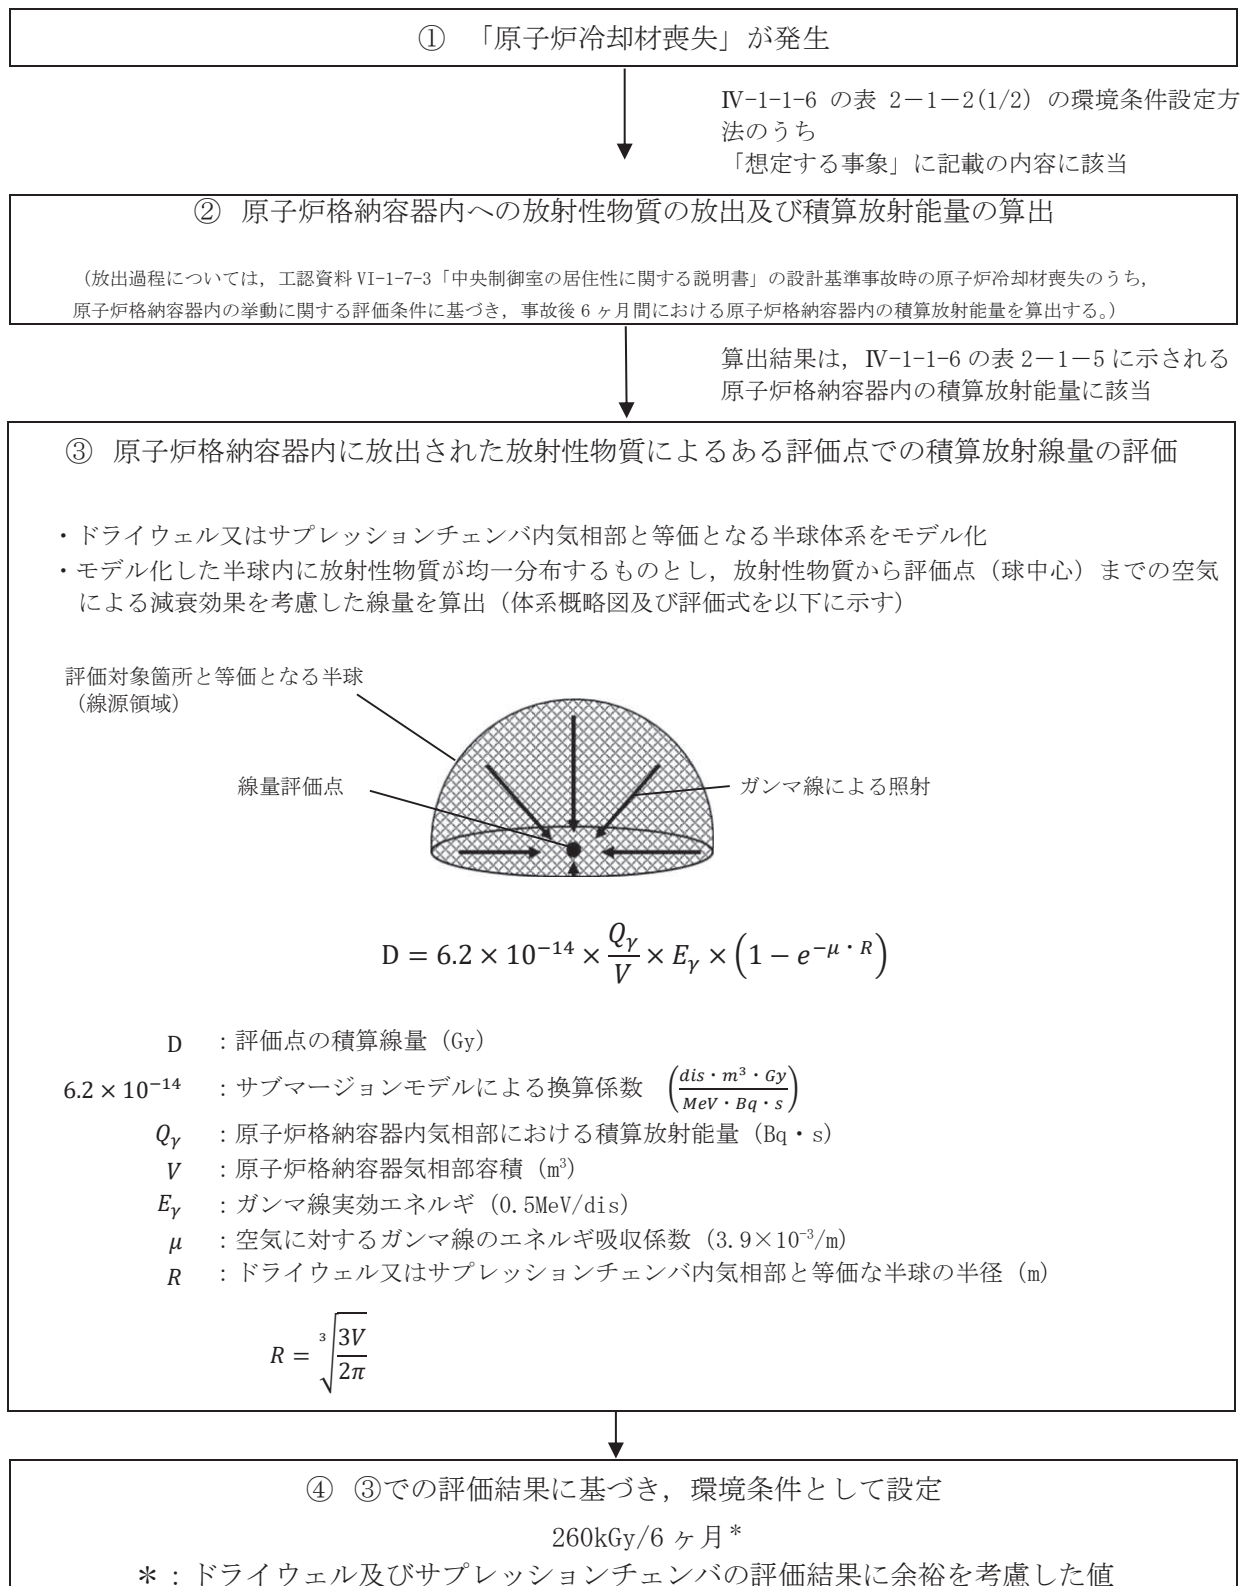 ① 「原子炉冷却材喪失」が発生
Ⅳ-1-1-6 の表 2－1－2(1/2) の環境条件設定方
法のうち
「想定する事象」に記載の内容に該当
② 原子炉格納容器内への放射性物質の放出及び積算放射能量の算出
（放出過程については，工認資料 VI-1-7-3「中央制御室の居住性に関する説明書」の設計基準事故時の原子炉冷却材喪失のうち，
原子炉格納容器内の挙動に関する評価条件に基づき，事故後 6 ヶ月間における原子炉格納容器内の積算放射能量を算出する。）
算出結果は，Ⅳ-1-1-6 の表 2－1－5 に示される
原子炉格納容器内の積算放射能量に該当
③ 原子炉格納容器内に放出された放射性物質によるある評価点での積算放射線量の評価
・ドライウェル又はサプレッションチェンバ内気相部と等価となる半球体系をモデル化
・モデル化した半球内に放射性物質が均一分布するものとし，放射性物質から評価点（球中心）までの空気
による減衰効果を考慮した線量を算出（体系概略図及び評価式を以下に示す）
評価対象箇所と等価となる半球
（線源領域）
線量評価点
ガンマ線による照射
D = 6.2 × 10⁻¹⁴ × Qᵧ/V × Eᵧ × (1 − e^(−μ・R))
D ：評価点の積算線量（Gy）
6.2 × 10⁻¹⁴ ：サブマージョンモデルによる換算係数 (dis・m³・Gy/MeV・Bq・s)
Qᵧ ：原子炉格納容器内気相部における積算放射能量（Bq・s）
V ：原子炉格納容器気相部容積（m³）
Eᵧ ：ガンマ線実効エネルギ（0.5MeV/dis）
μ ：空気に対するガンマ線のエネルギ吸収係数（3.9×10⁻³/m）
R ：ドライウェル又はサプレッションチェンバ内気相部と等価な半球の半径（m）
R = ³√(3V/2π)
④ ③での評価結果に基づき，環境条件として設定
260kGy/6 ヶ月*
＊：ドライウェル及びサプレッションチェンバの評価結果に余裕を考慮した値